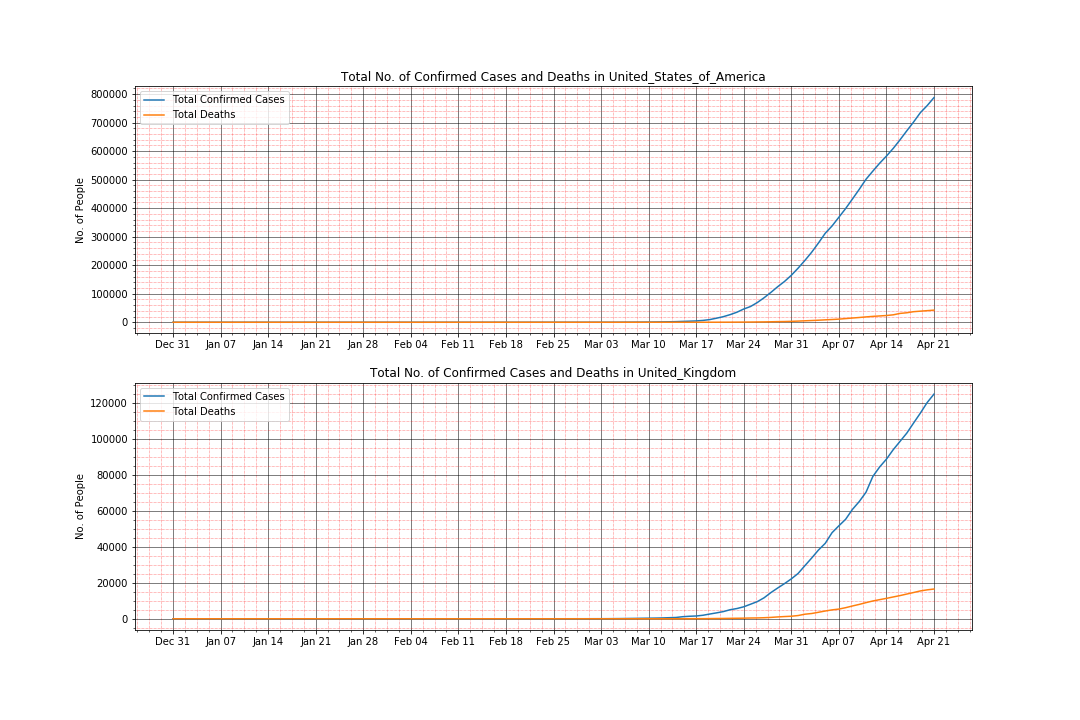 Total No. of Confirmed Cases and Deaths in United_States_of_America
Total Confirmed Cases
Total Deaths
No. of People
800000
700000
600000
500000
400000
300000
200000
100000
0
Dec 31 Jan 07 Jan 14 Jan 21 Jan 28 Feb 04 Feb 11 Feb 18 Feb 25 Mar 03 Mar 10 Mar 17 Mar 24 Mar 31 Apr 07 Apr 14 Apr 21
Total No. of Confirmed Cases and Deaths in United_Kingdom
Total Confirmed Cases
Total Deaths
No. of People
120000
100000
80000
60000
40000
20000
0
Dec 31 Jan 07 Jan 14 Jan 21 Jan 28 Feb 04 Feb 11 Feb 18 Feb 25 Mar 03 Mar 10 Mar 17 Mar 24 Mar 31 Apr 07 Apr 14 Apr 21